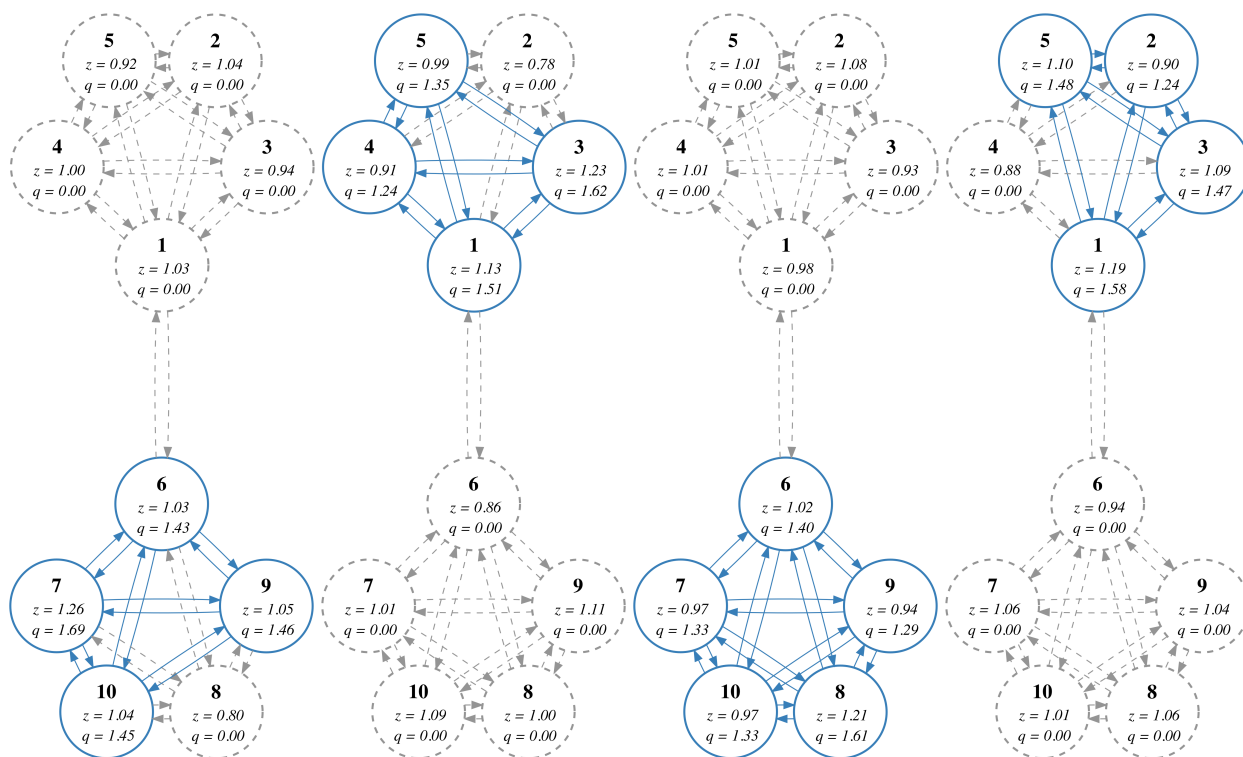 5
z = 0.92
q = 0.00
2
z = 1.04
q = 0.00
4
z = 1.00
q = 0.00
3
z = 0.94
q = 0.00
1
z = 1.03
q = 0.00
6
z = 1.03
q = 1.43
7
z = 1.26
q = 1.69
9
z = 1.05
q = 1.46
10
z = 1.04
q = 1.45
8
z = 0.80
q = 0.00
5
z = 0.99
q = 1.35
2
z = 0.78
q = 0.00
4
z = 0.91
q = 1.24
3
z = 1.23
q = 1.62
1
z = 1.13
q = 1.51
6
z = 0.86
q = 0.00
7
z = 1.01
q = 0.00
9
z = 1.11
q = 0.00
10
z = 1.09
q = 0.00
8
z = 1.00
q = 0.00
5
z = 1.01
q = 0.00
2
z = 1.08
q = 0.00
4
z = 1.01
q = 0.00
3
z = 0.93
q = 0.00
1
z = 0.98
q = 0.00
6
z = 1.02
q = 1.40
7
z = 0.97
q = 1.33
9
z = 0.94
q = 1.29
10
z = 0.97
q = 1.33
8
z = 1.21
q = 1.61
5
z = 1.10
q = 1.48
2
z = 0.90
q = 1.24
4
z = 0.88
q = 0.00
3
z = 1.09
q = 1.47
1
z = 1.19
q = 1.58
6
z = 0.94
q = 0.00
7
z = 1.06
q = 0.00
9
z = 1.04
q = 0.00
10
z = 1.01
q = 0.00
8
z = 1.06
q = 0.00